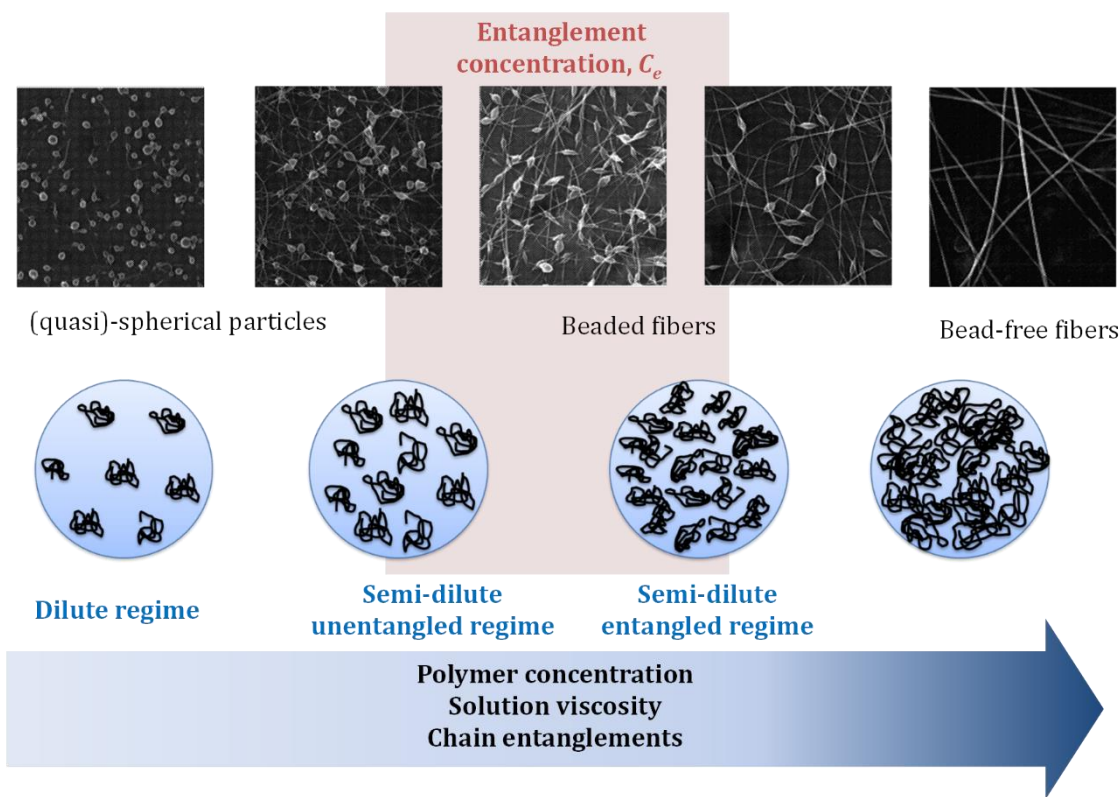 Entanglement
concentration, Cₑ
(quasi)-spherical particles
Beaded fibers
Bead-free fibers
Dilute regime
Semi-dilute
unentangled regime
Semi-dilute
entangled regime
Polymer concentration
Solution viscosity
Chain entanglements